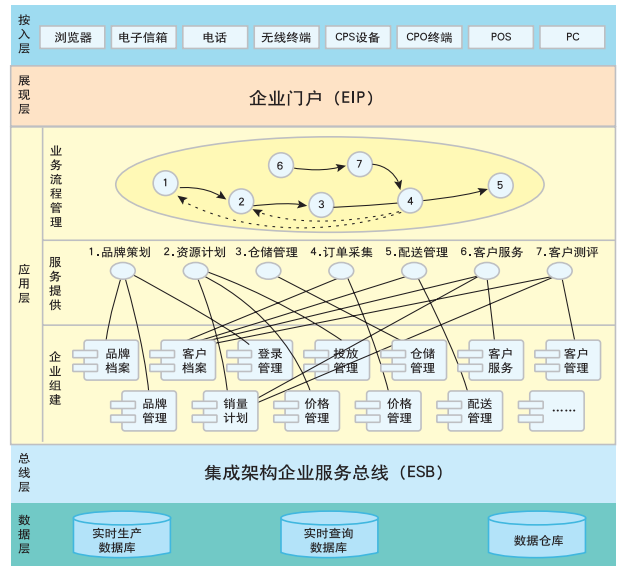 按入层
浏览器
电子信箱
电话
无线终端
CPS设备
CPO终端
POS
PC
展现层
企业门户（EIP）
应用层
业务流程管理
1
2
3
4
5
6
7
服务提供
1.品牌策划
2.资源计划
3.仓储管理
4.订单采集
5.配送管理
6.客户服务
7.客户测评
企业组建
品牌
档案
客户
档案
登录
管理
投放
管理
仓储
管理
客户
服务
客户
管理
品牌
管理
销量
计划
价格
管理
价格
管理
配送
管理
……
总线层
集成架构企业服务总线（ESB）
数据层
实时生产
数据库
实时查询
数据库
数据仓库